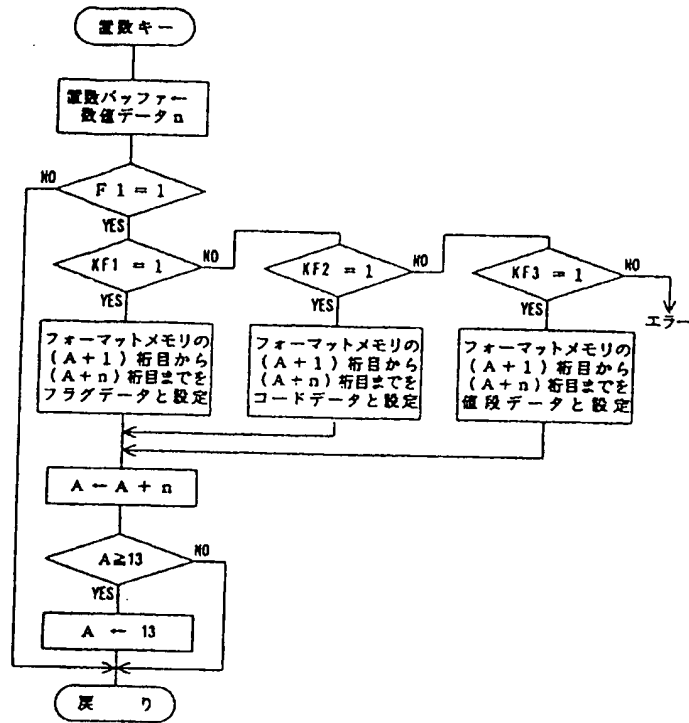 置数キー
置数バッファー
数値データn
NO
F1=1
YES
KF1=1
NO
KF2=1
NO
KF3=1
NO
YES
YES
YES
エラー
フォーマットメモリの
(A+1)桁目から
(A+n)桁目までを
フラグデータと設定
フォーマットメモリの
(A+1)桁目から
(A+n)桁目までを
コードデータと設定
フォーマットメモリの
(A+1)桁目から
(A+n)桁目までを
値段データと設定
A←A+n
A≧13
NO
YES
A ← 13
戻り